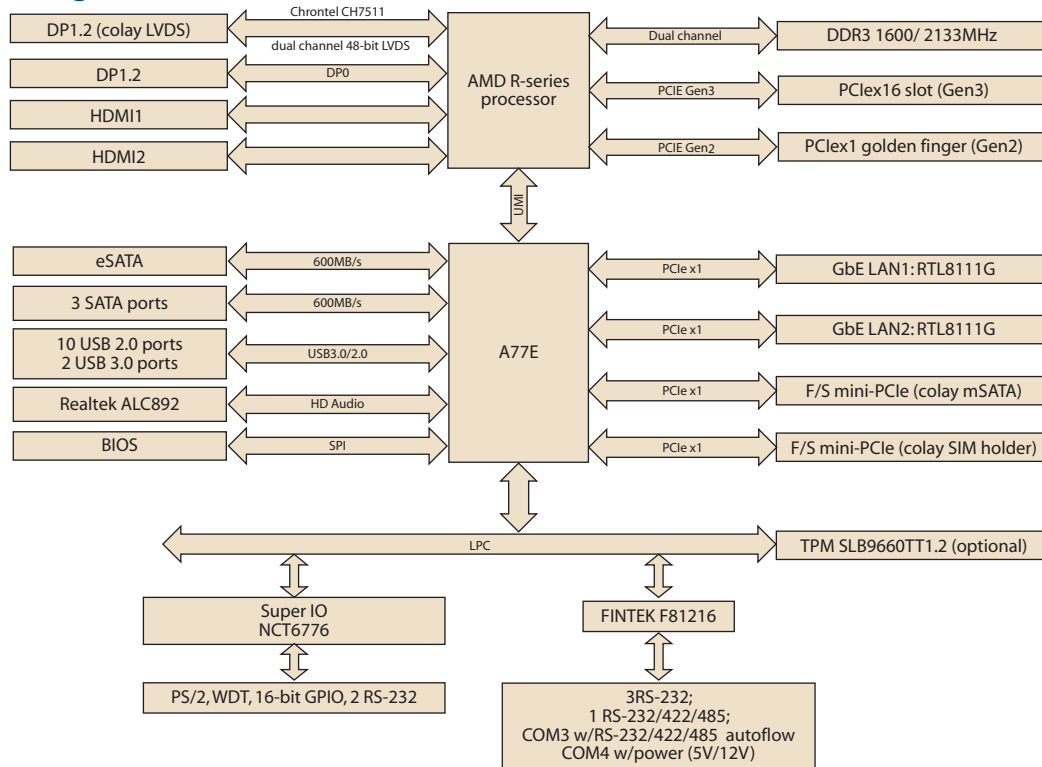 DP1.2 (colay LVDS)
Chrontel CH7511
dual channel 48-bit LVDS
DP1.2
DP0
HDMI1
HDMI2
AMD R-series
processor
Dual channel
DDR3 1600/ 2133MHz
PCIE Gen3
PCIex16 slot (Gen3)
PCIE Gen2
PCIex1 golden finger (Gen2)
UMI
eSATA
600MB/s
3 SATA ports
600MB/s
10 USB 2.0 ports
2 USB 3.0 ports
USB3.0/2.0
Realtek ALC892
HD Audio
BIOS
SPI
A77E
PCIe x1
GbE LAN1: RTL8111G
PCIe x1
GbE LAN2: RTL8111G
PCIe x1
F/S mini-PCIe (colay mSATA)
PCIe x1
F/S mini-PCIe (colay SIM holder)
LPC
TPM SLB9660TT1.2 (optional)
Super IO
NCT6776
PS/2, WDT, 16-bit GPIO, 2 RS-232
FINTEK F81216
3RS-232;
1 RS-232/422/485;
COM3 w/RS-232/422/485 autoflow
COM4 w/power (5V/12V)